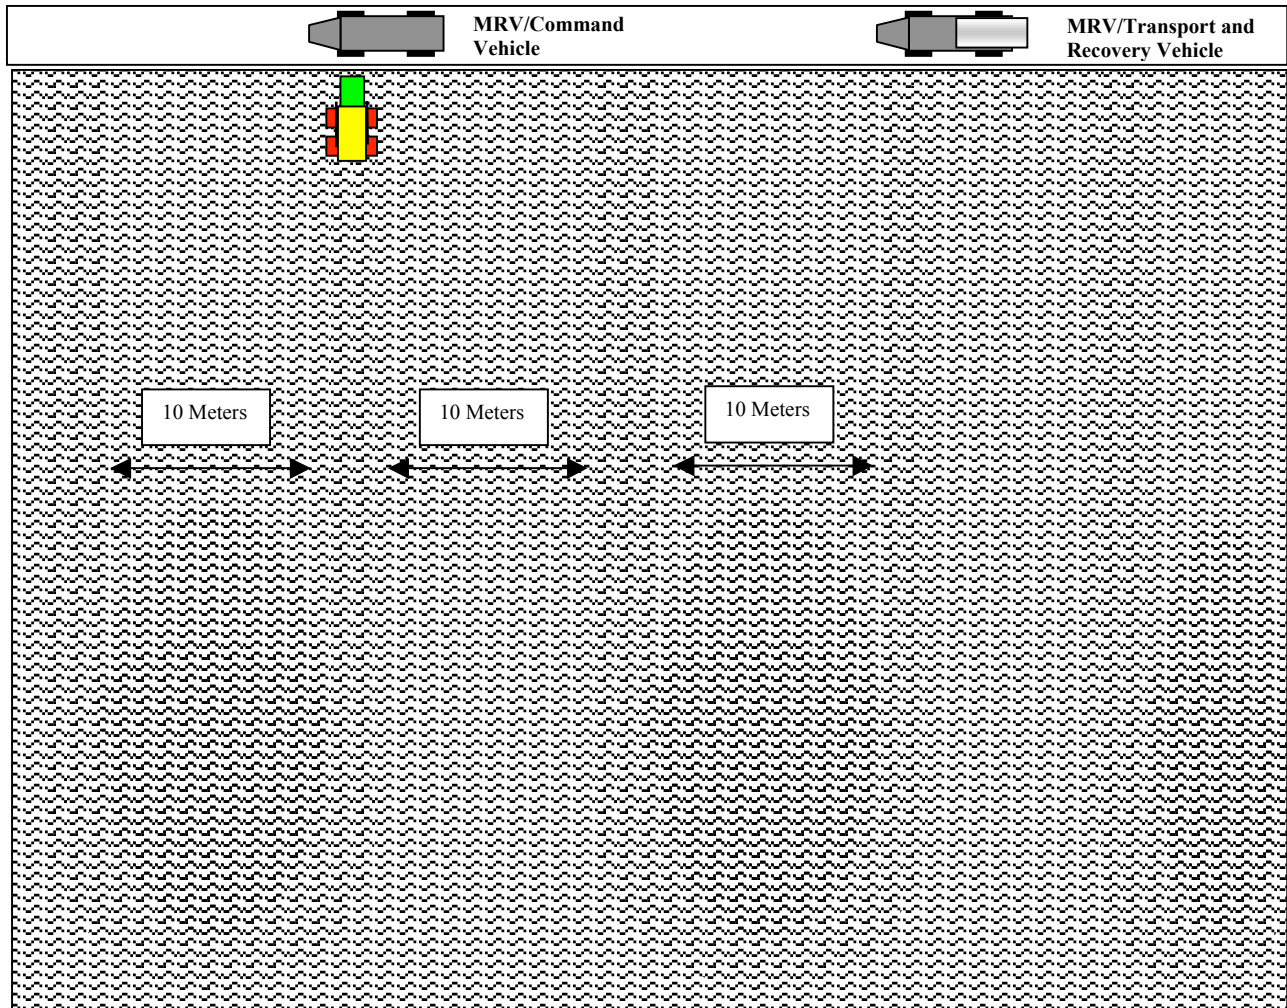 MRV/Command
Vehicle
MRV/Transport and
Recovery Vehicle
10 Meters
10 Meters
10 Meters